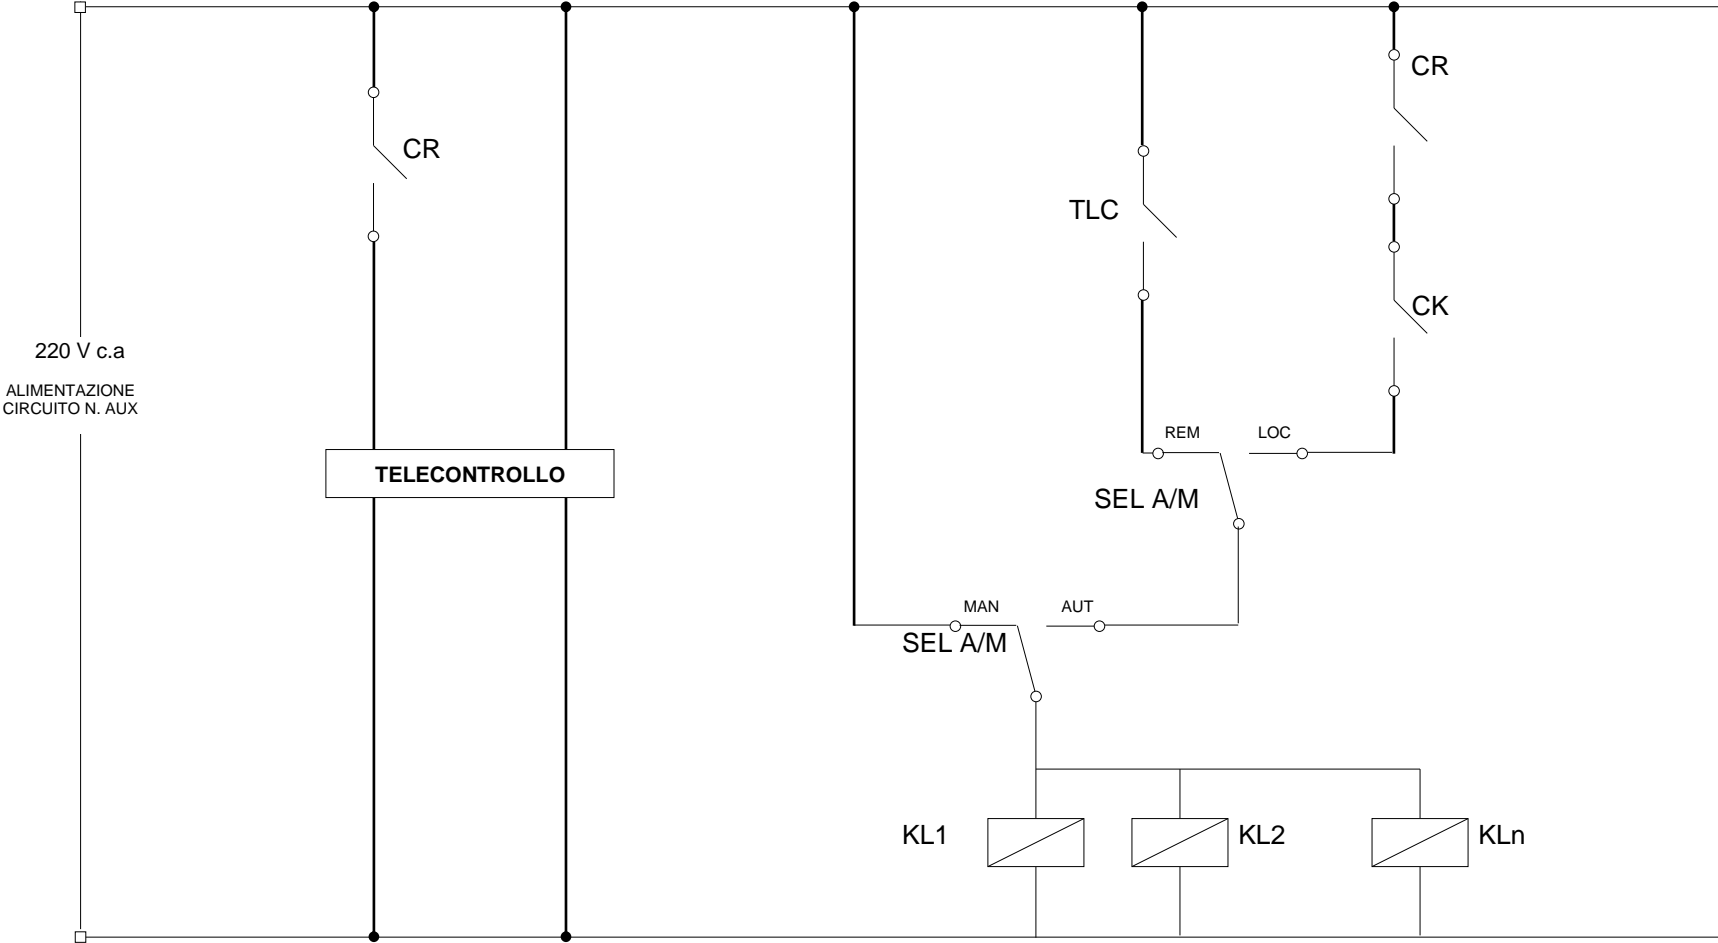 CR
CR
TLC
CK
220 V c.a
ALIMENTAZIONE
CIRCUITO N. AUX
REM
LOC
TELECONTROLLO
SEL A/M
MAN
AUT
SEL A/M
KL1
KL2
KLn